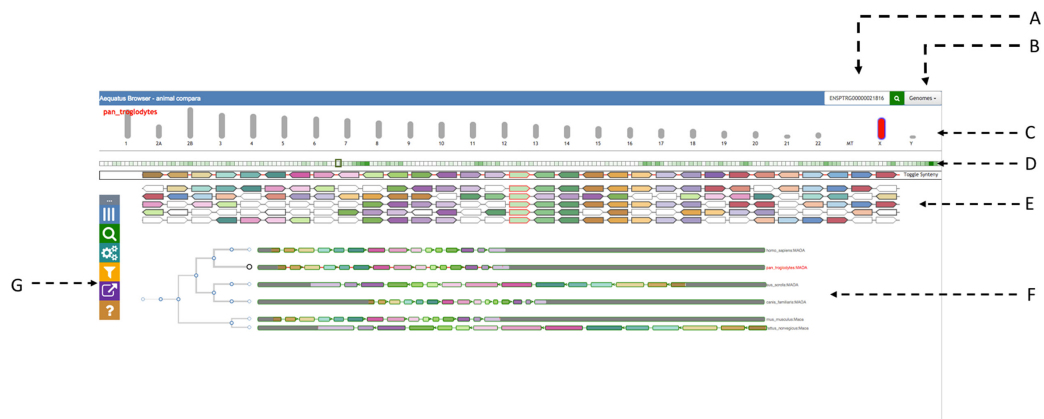 A
B
Aequatus Browser - animal compara
ENSPTRG00000021816
Genomes
pan_troglodytes
C
1 2A 2B 3 4 5 6 7 8 9 10 11 12 13 14 15 16 17 18 19 20 21 22 MT X Y
D
Toggle Synteny
E
...
homo_sapiens:MAOA
pan_troglodytes:MAOA
G
?
sus_scrofa:MAOA
F
canis_familiaris:MAOA
mus_musculus:Maoa
rattus_norvegicus:Maoa